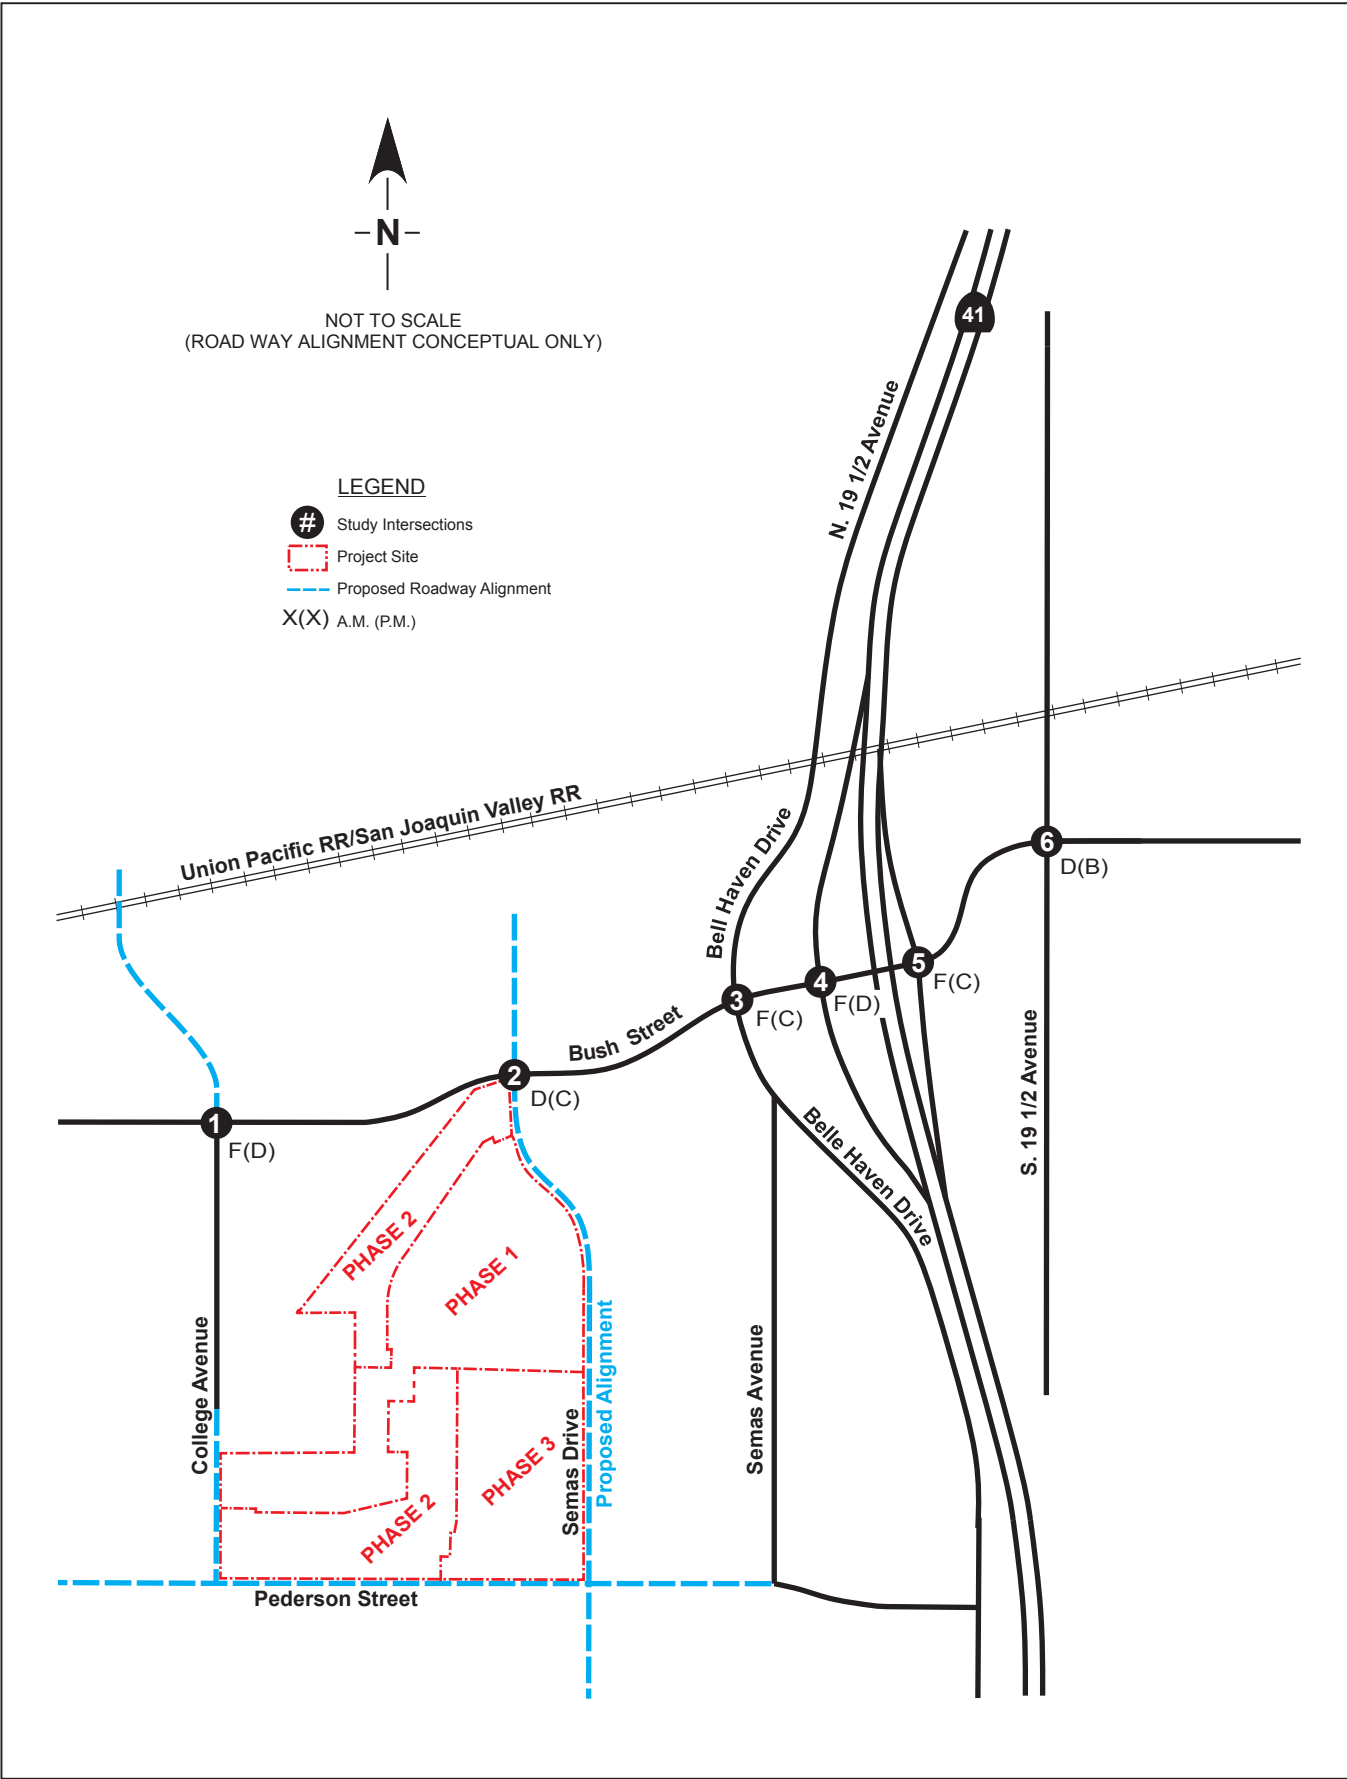 N
NOT TO SCALE
(ROAD WAY ALIGNMENT CONCEPTUAL ONLY)
41
N. 19 1/2 Avenue
LEGEND
# Study Intersections
Project Site
Proposed Roadway Alignment
X(X) A.M. (P.M.)
Union Pacific RR/San Joaquin Valley RR
Bell Haven Drive
6
D(B)
5
F(C)
4
F(D)
3
F(C)
Bush Street
2
D(C)
1
F(D)
S. 19 1/2 Avenue
Belle Haven Drive
PHASE 2
PHASE 1
College Avenue
Semas Drive
Proposed Alignment
Semas Avenue
PHASE 3
PHASE 2
Pederson Street